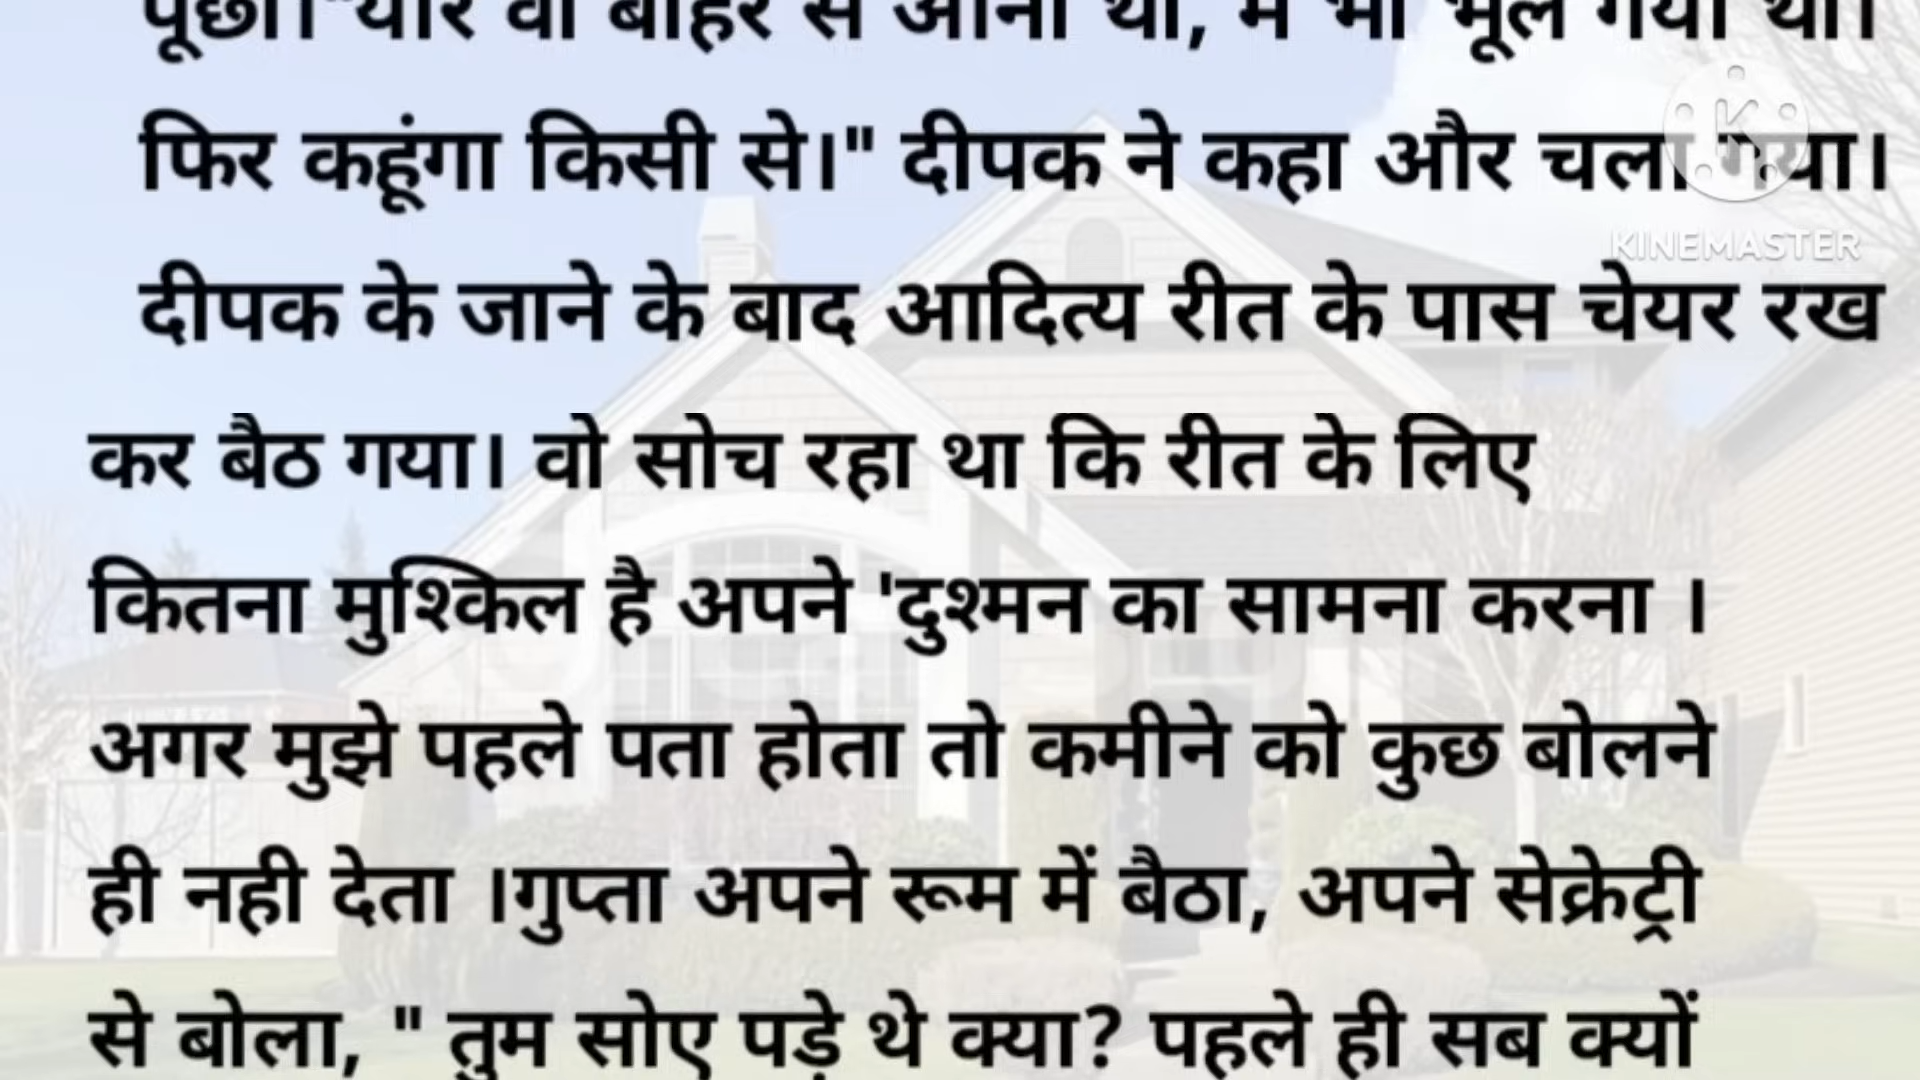 पूछा।"यार वो बाहर से आना था, मैं भी भूल गया था।
फिर कहूंगा किसी से।" दीपक ने कहा और चला गया।
KINEMASTER
दीपक के जाने के बाद आदित्य रीत के पास चेयर रख
कर बैठ गया। वो सोच रहा था कि रीत के लिए
कितना मुश्किल है अपने 'दुश्मन का सामना करना ।
अगर मुझे पहले पता होता तो कमीने को कुछ बोलने
ही नही देता ।गुप्ता अपने रूम में बैठा, अपने सेक्रेट्री
से बोला, " तुम सोए पड़े थे क्या? पहले ही सब क्यों